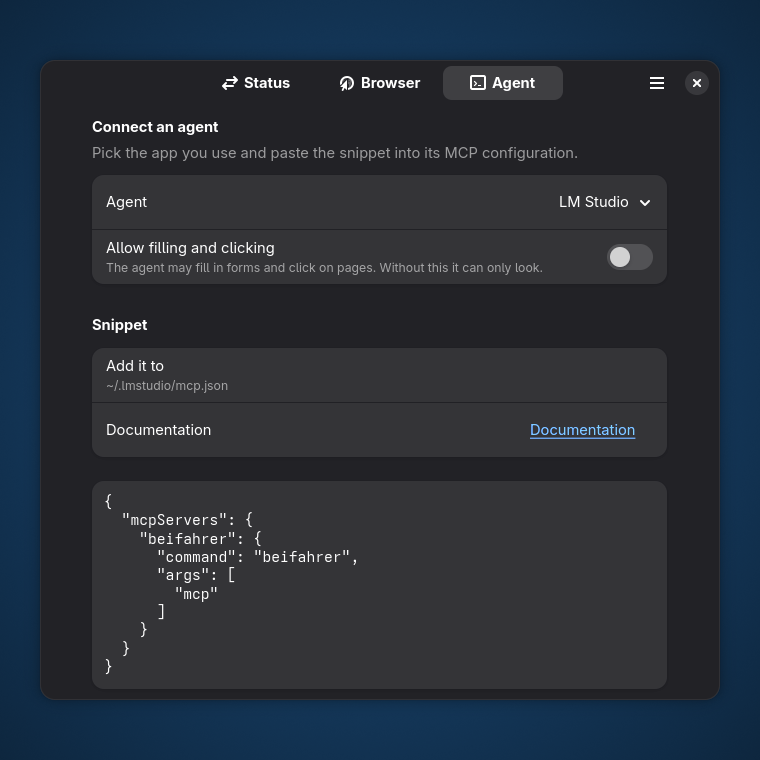 Status
Browser
Agent
Connect an agent
Pick the app you use and paste the snippet into its MCP configuration.
Agent
LM Studio
Allow filling and clicking
The agent may fill in forms and click on pages. Without this it can only look.
Snippet
Add it to
~/.lmstudio/mcp.json
Documentation
Documentation
{
  "mcpServers": {
    "beifahrer": {
      "command": "beifahrer",
      "args": [
        "mcp"
      ]
    }
  }
}